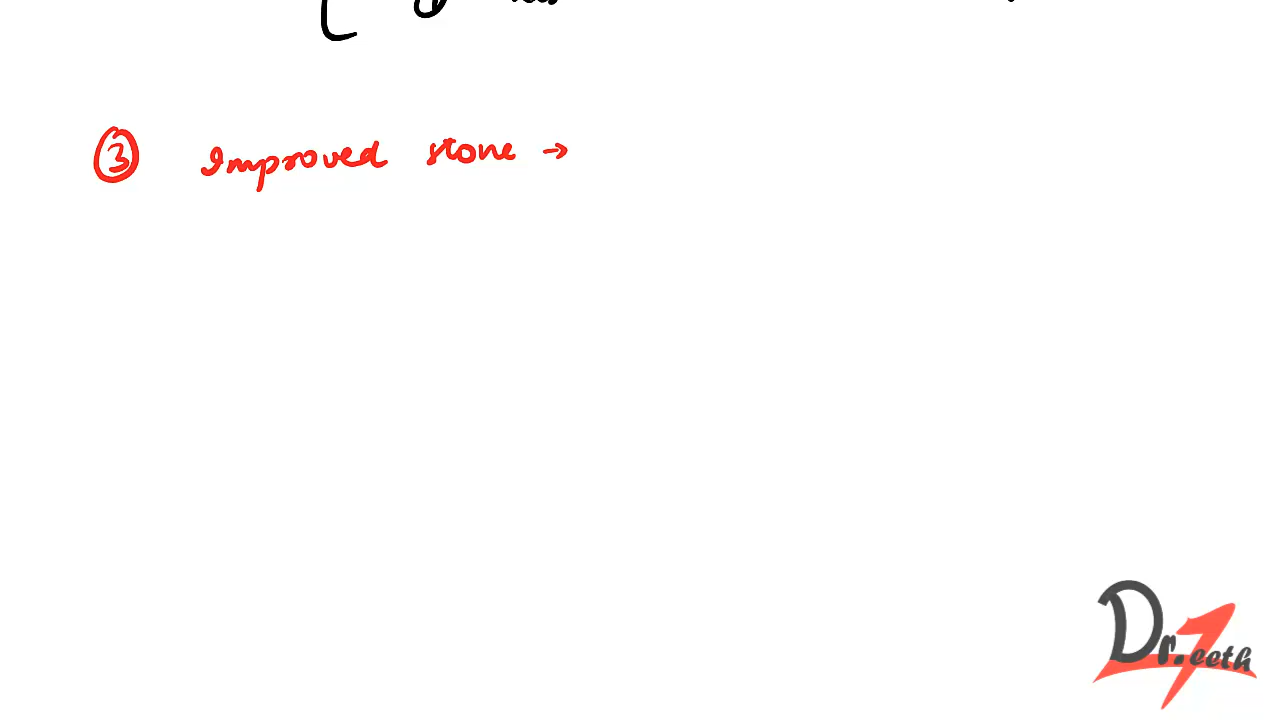 ③ Improved stone →
Dr. Teeth